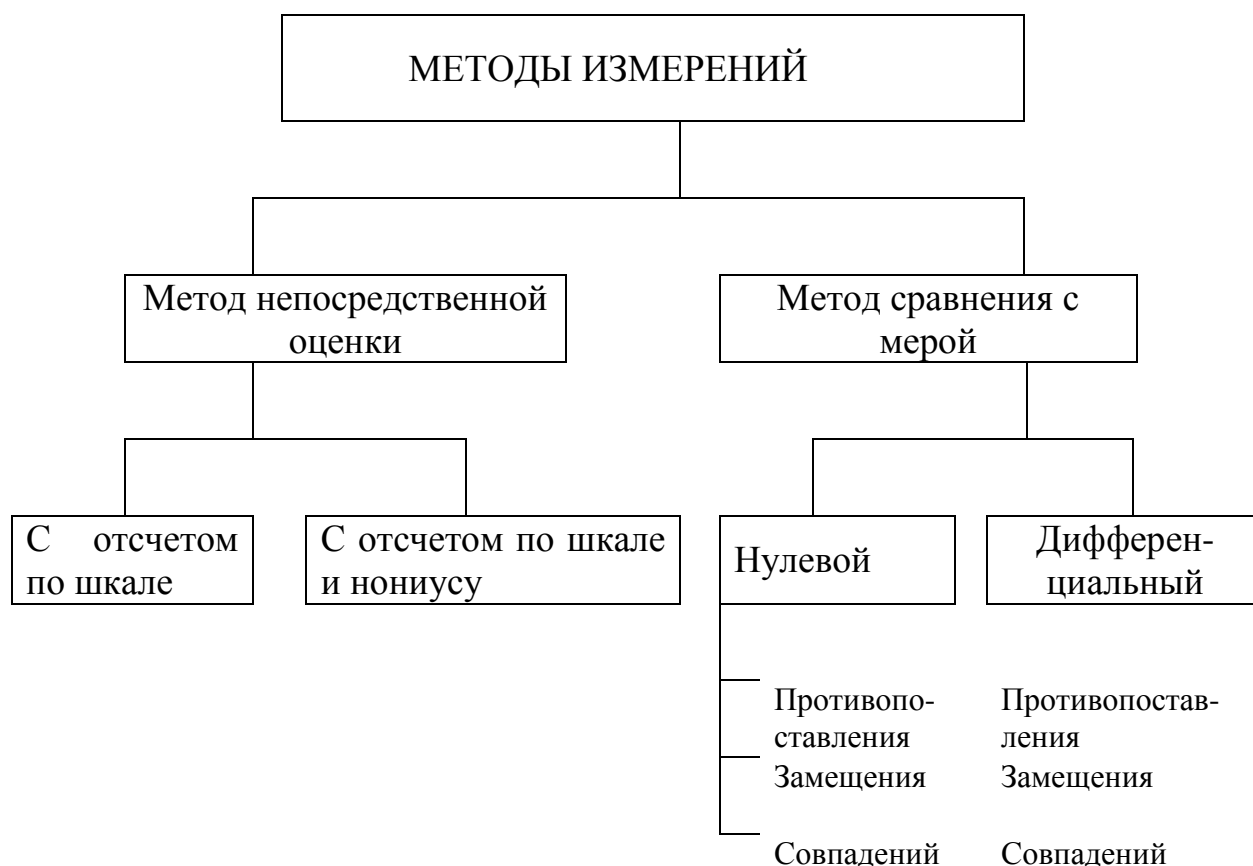 МЕТОДЫ ИЗМЕРЕНИЙ
Метод непосредственной
оценки
Метод сравнения с
мерой
С отсчетом
по шкале
С отсчетом по шкале
и нониусу
Нулевой
Дифферен-
циальный
Противопо-
ставления
Замещения
Совпадений
Противопостав-
ления
Замещения
Совпадений